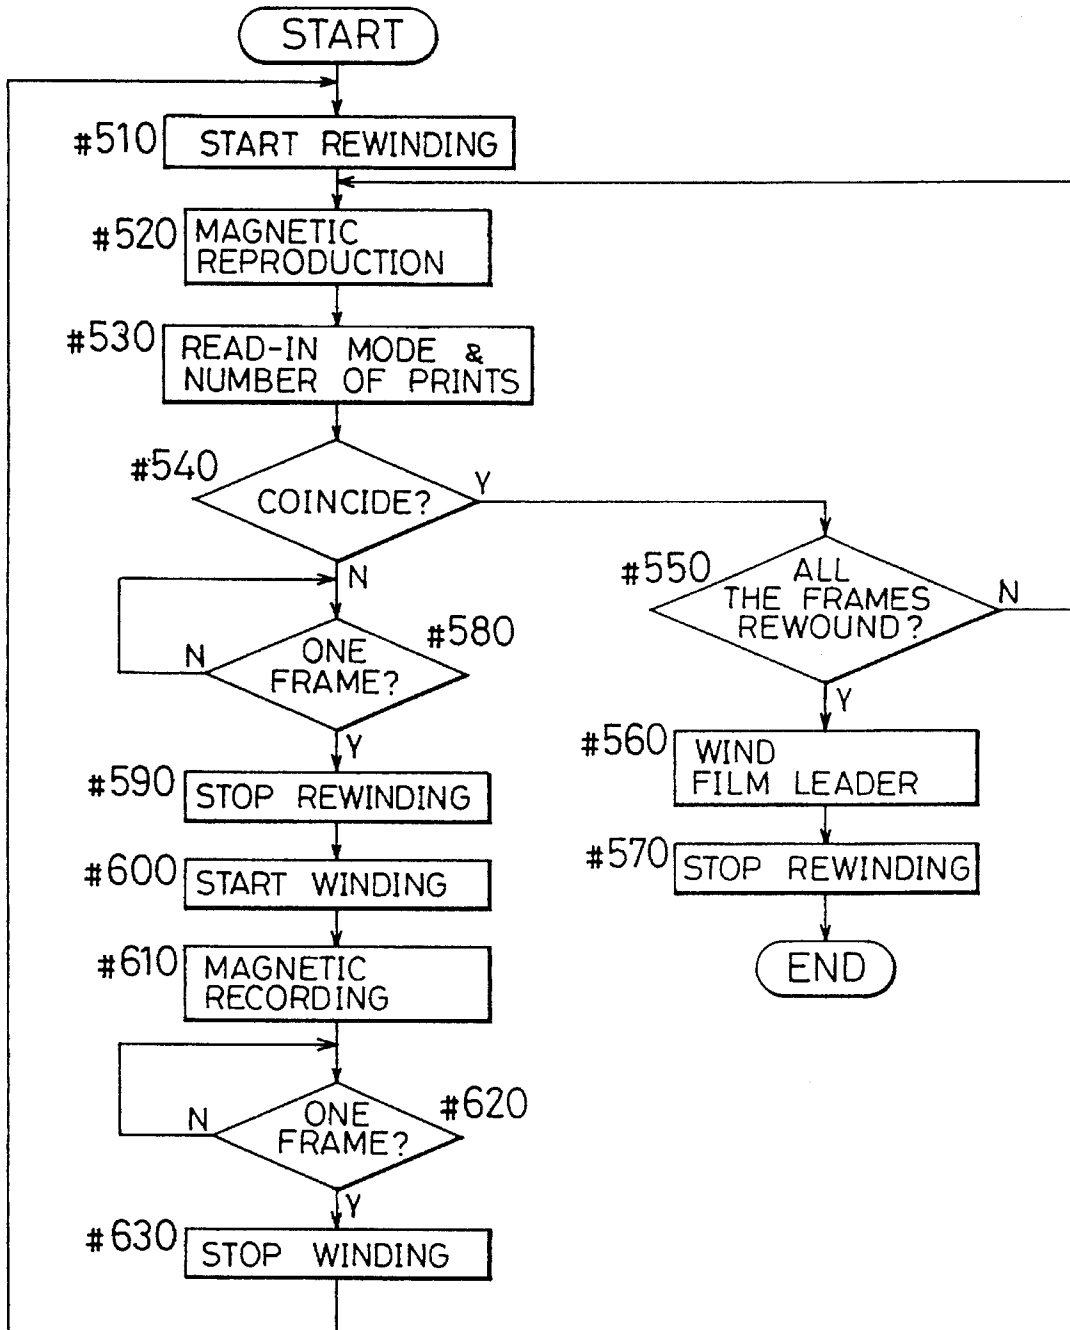 START
#510 START REWINDING
#520 MAGNETIC
REPRODUCTION
#530 READ-IN MODE &
NUMBER OF PRINTS
#540 COINCIDE?
Y
N
#550 ALL
THE FRAMES
REWOUND?
N
Y
#560 WIND
FILM LEADER
#570 STOP REWINDING
END
#580 ONE
FRAME?
N
Y
#590 STOP REWINDING
#600 START WINDING
#610 MAGNETIC
RECORDING
#620 ONE
FRAME?
N
Y
#630 STOP WINDING